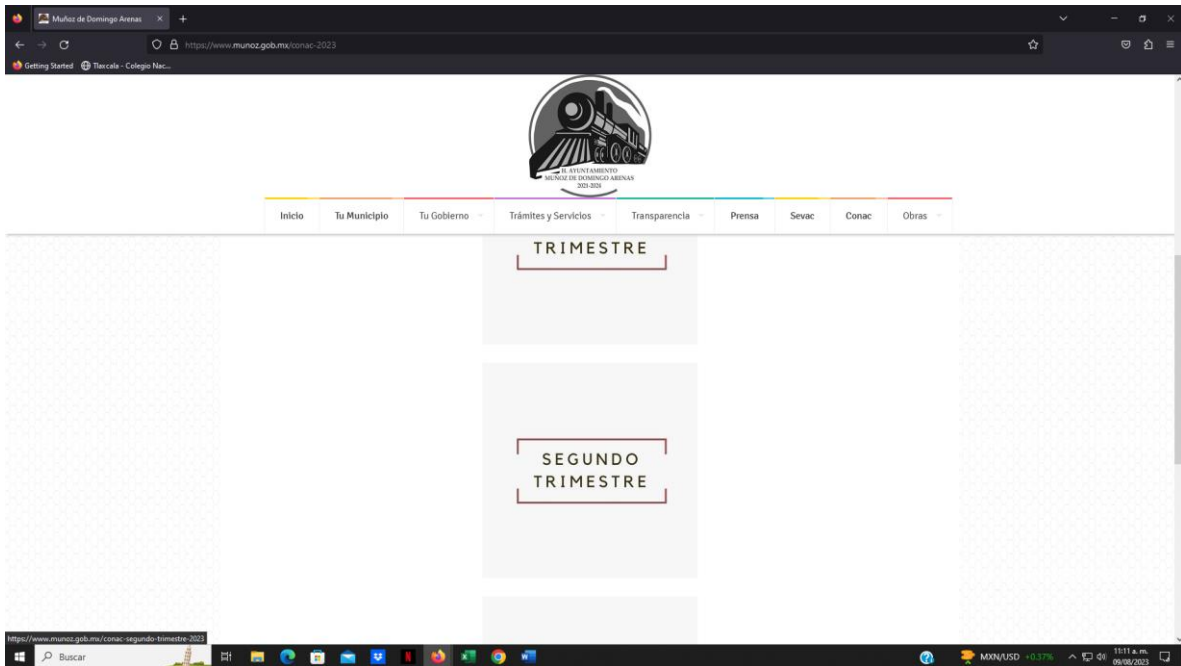 Muñoz de Domingo Arenas
https://www.munoz.gob.mx/conac-2023
Getting Started Tlaxcala - Colegio Nac...
H. AYUNTAMIENTO
MUÑOZ DE DOMINGO ARENAS
2021-2024
Inicio Tu Municipio Tu Gobierno Trámites y Servicios Transparencia Prensa Sevac Conac Obras
TRIMESTRE
SEGUNDO
TRIMESTRE
https://www.munoz.gob.mx/conac-segundo-trimestre-2023
Buscar MXN/USD +0.37% 11:11 a. m.
09/08/2023